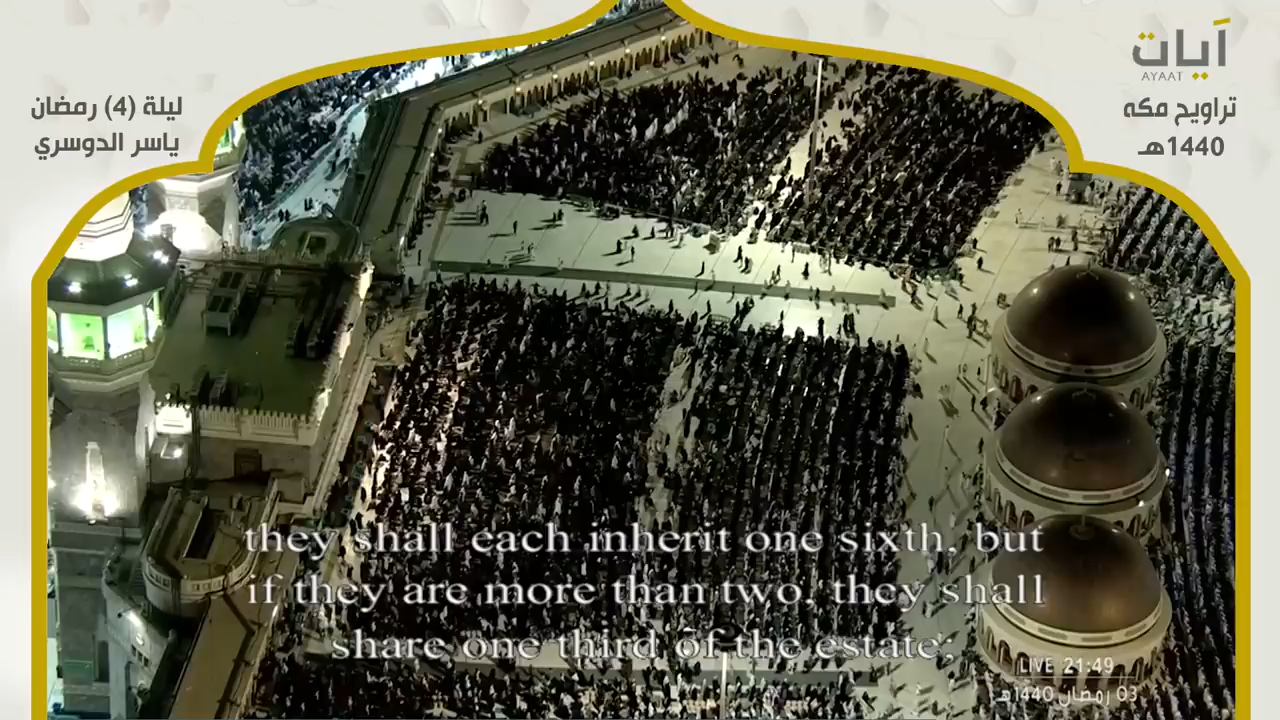 آيات
AYAAT
تراويح مكه
1440هـ
ليلة (4) رمضان
ياسر الدوسري
they shall each inherit one sixth, but
if they are more than two, they shall
share one third of the estate;
LIVE 21:49
03 رمضان 1440هـ